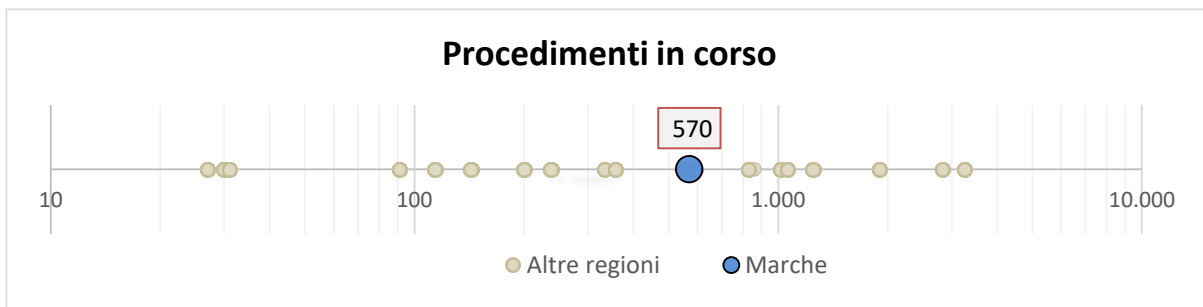 Procedimenti in corso
570
10
100
1.000
10.000
Altre regioni
Marche